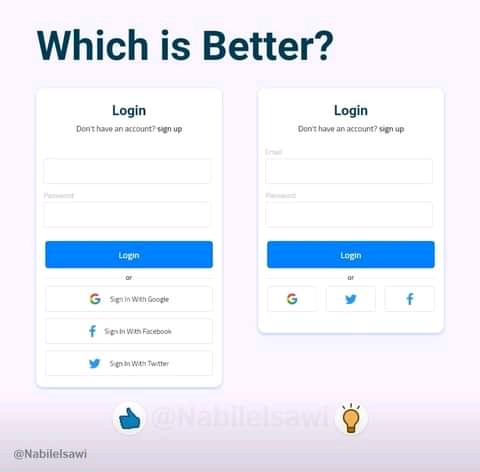 Which is Better?
Login
Don't have an account? sign up
Password
Login
or
Sign In With Google
Sign In With Facebook
Sign In With Twitter
Login
Don't have an account? sign up
Email
Password
Login
or
@NabilElsawi
@NabilElsawi